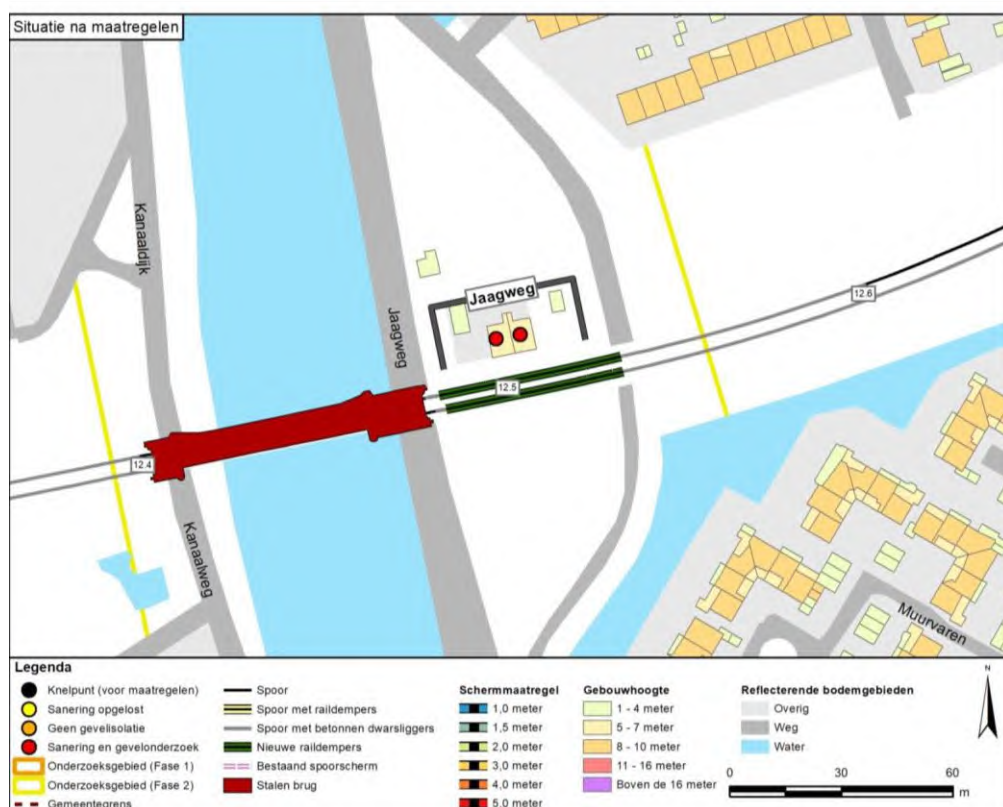 Situatie na maatregelen
Kanaaldijk
Jaagweg
Jaagweg
12.6
12.5
12.4
Kanaalweg
Muurvaren
Legenda
Knelpunt (voor maatregelen)
Sanering opgelost
Geen gevelisolatie
Sanering en gevelonderzoek
Onderzoeksgebied (Fase 1)
Onderzoeksgebied (Fase 2)
Gemeentegrens
Spoor
Spoor met raildempers
Spoor met betonnen dwarsliggers
Nieuwe raildempers
Bestaand spoorscherm
Stalen brug
Schermmaatregel
1,0 meter
1,5 meter
2,0 meter
3,0 meter
4,0 meter
5,0 meter
Gebouwhoogte
1 - 4 meter
5 - 7 meter
8 - 10 meter
11 - 16 meter
Boven de 16 meter
Reflecterende bodemgebieden
Overig
Weg
Water
N
0 30 60
m